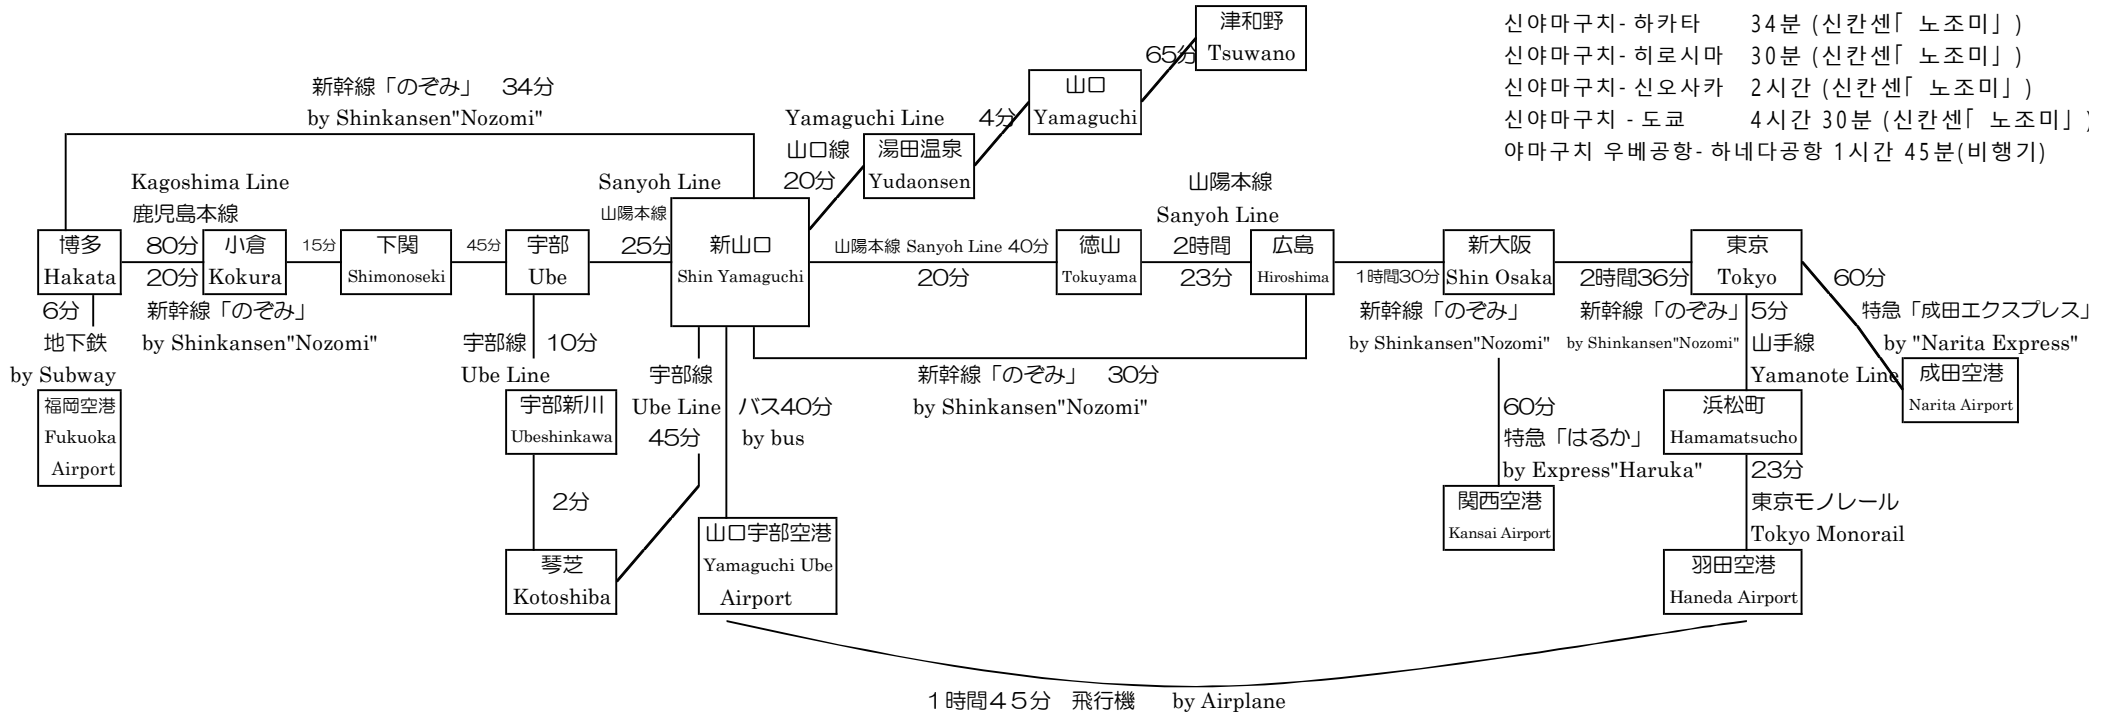 津和野
Tsuwano
65分
山口
Yamaguchi
4分
Yamaguchi Line
山口線
20分
湯田温泉
Yudaonsen
신야마구치- 하카타 34분 (신칸센「 노조미」)
신야마구치- 히로시마 30분 (신칸센「 노조미」)
신야마구치- 신오사카 2시간 (신칸센「 노조미」)
신야마구치 - 도쿄 4시간 30분 (신칸센「 노조미」)
야마구치 우베공항- 하네다공항 1시간 45분(비행기)
新幹線「のぞみ」 34分
by Shinkansen"Nozomi"
Kagoshima Line
鹿児島本線
80分
20分
新幹線「のぞみ」
by Shinkansen"Nozomi"
博多
Hakata
6分
地下鉄
by Subway
福岡空港
Fukuoka
Airport
小倉
Kokura
15分
下関
Shimonoseki
45分
宇部
Ube
Sanyoh Line
山陽本線
25分
新山口
Shin Yamaguchi
宇部線 10分
Ube Line
宇部新川
Ubeshinkawa
2分
琴芝
Kotoshiba
宇部線
Ube Line
45分
バス40分
by bus
山口宇部空港
Yamaguchi Ube
Airport
山陽本線 Sanyoh Line 40分
20分
徳山
Tokuyama
山陽本線
Sanyoh Line
2時間
23分
広島
Hiroshima
新幹線「のぞみ」 30分
by Shinkansen"Nozomi"
1時間30分
新幹線「のぞみ」
by Shinkansen"Nozomi"
新大阪
Shin Osaka
60分
特急「はるか」
by Express"Haruka"
関西空港
Kansai Airport
2時間36分
新幹線「のぞみ」
by Shinkansen"Nozomi"
東京
Tokyo
5分
山手線
Yamanote Line
浜松町
Hamamatsucho
23分
東京モノレール
Tokyo Monorail
羽田空港
Haneda Airport
60分
特急「成田エクスプレス」
by "Narita Express"
成田空港
Narita Airport
1時間45分 飛行機 by Airplane